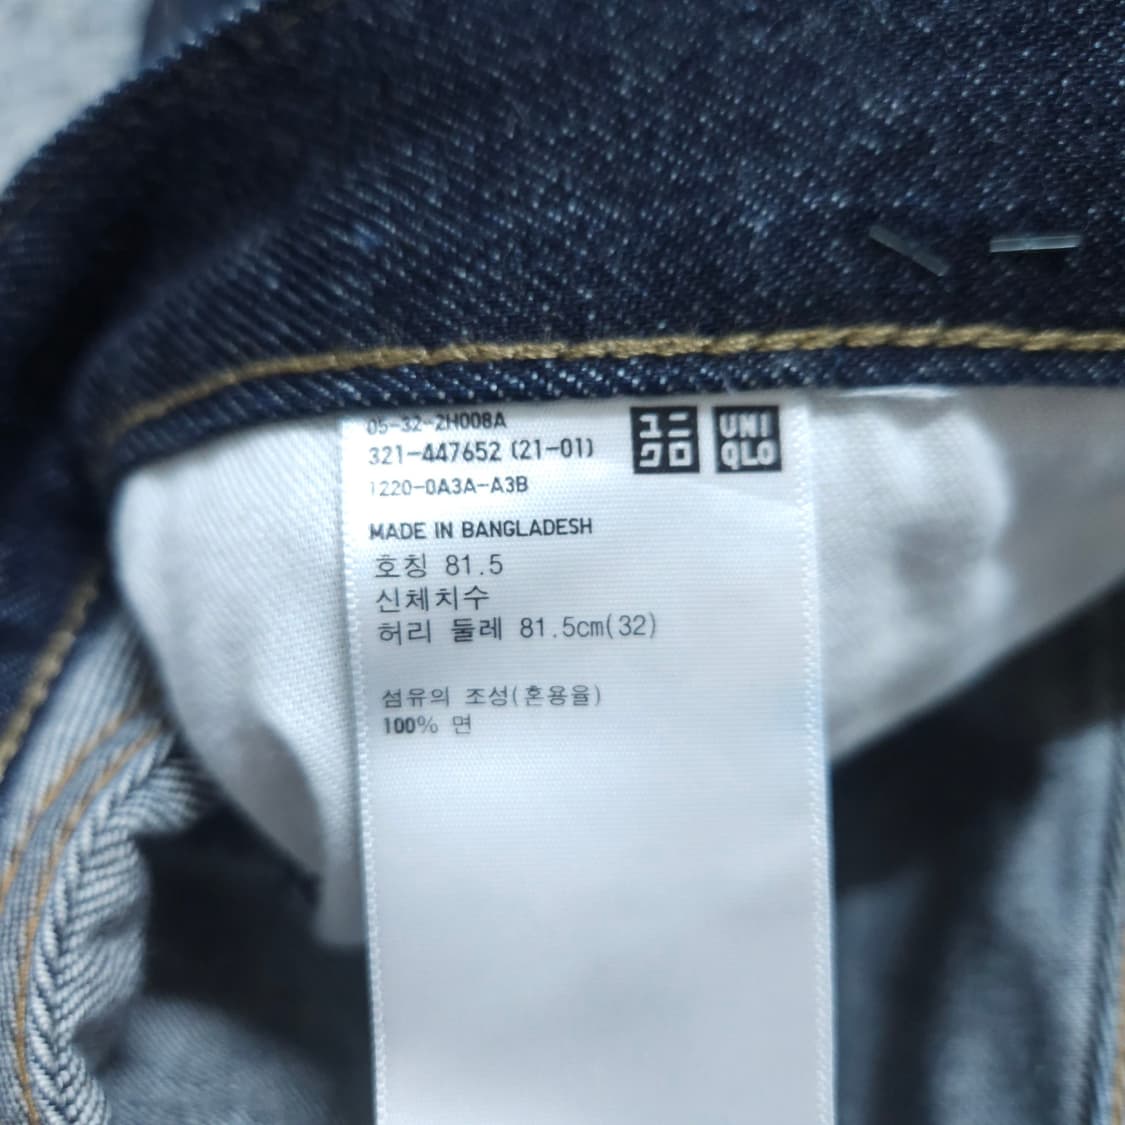 05-32-2H008A
321-447652 (21-01)
1220-0A3A-A3B
ユニ
クロ
UNI
QLO
MADE IN BANGLADESH
호칭 81.5
신체치수
허리 둘레 81.5cm(32)
섬유의 조성(혼용율)
100% 면